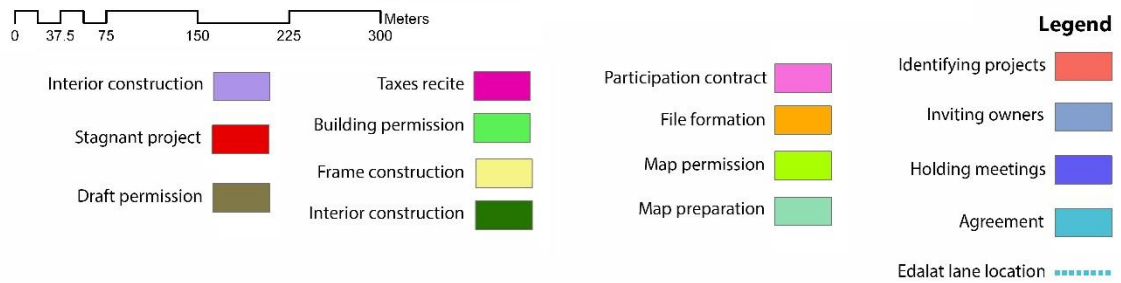 Meters
0 37.5 75 150 225 300
Legend
Interior construction
Stagnant project
Draft permission
Taxes recite
Building permission
Frame construction
Interior construction
Participation contract
File formation
Map permission
Map preparation
Identifying projects
Inviting owners
Holding meetings
Agreement
Edalat lane location